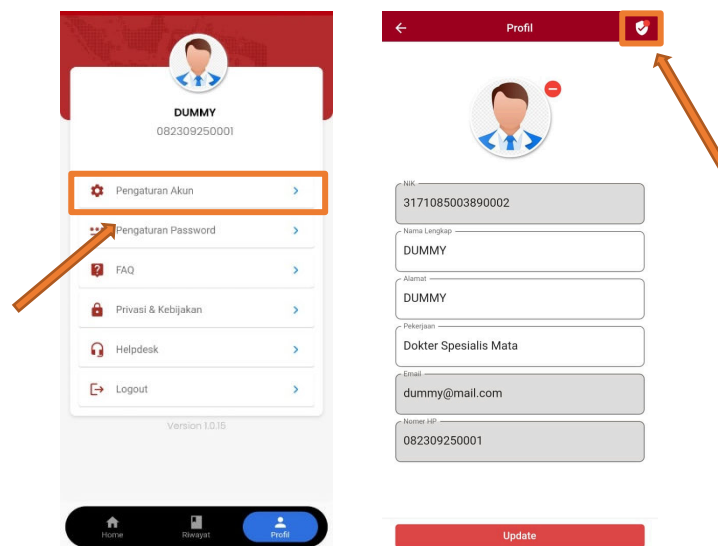 DUMMY
082309250001
Pengaturan Akun
Pengaturan Password
FAQ
Privasi & Kebijakan
Helpdesk
Logout
Version 1.0.15
Home
Riwayat
Profil
Profil
NIK
3171085003890002
Nama Lengkap
DUMMY
Alamat
DUMMY
Pekerjaan
Dokter Spesialis Mata
Email
dummy@mail.com
Nomer HP
082309250001
Update